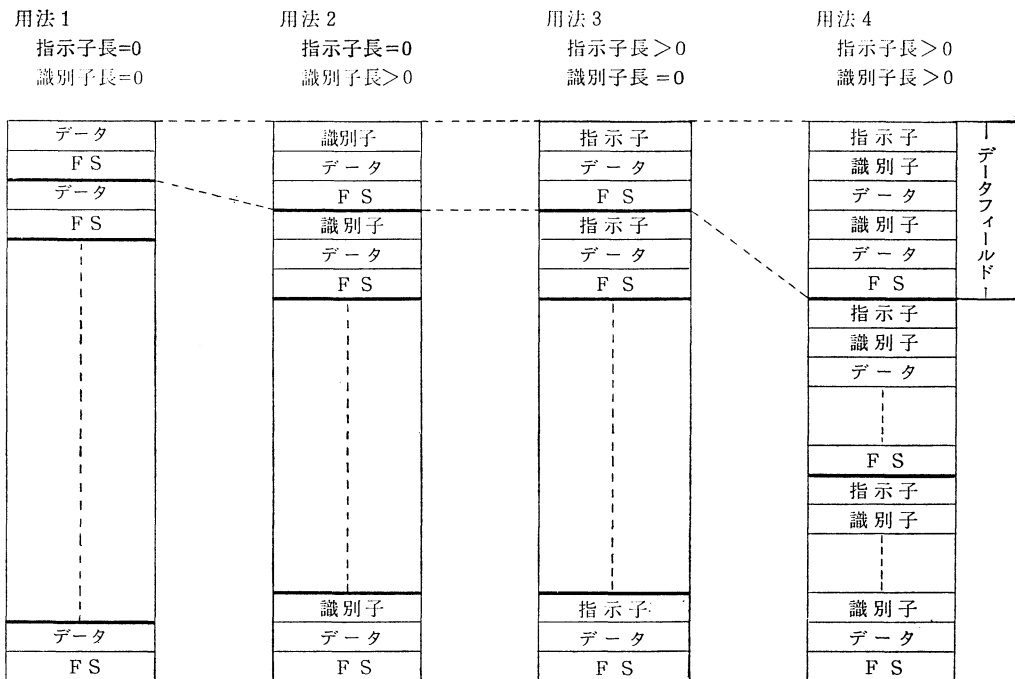 用法1
指示子長=0
識別子長=0
データ
FS
データ
FS
データ
FS
用法2
指示子長=0
識別子長>0
識別子
データ
FS
識別子
データ
FS
識別子
データ
FS
用法3
指示子長>0
識別子長=0
指示子
データ
FS
指示子
データ
FS
指示子
データ
FS
用法4
指示子長>0
識別子長>0
指示子
識別子
データ
識別子
データ
FS
指示子
識別子
データ
FS
指示子
識別子
識別子
データ
FS
データフィールド